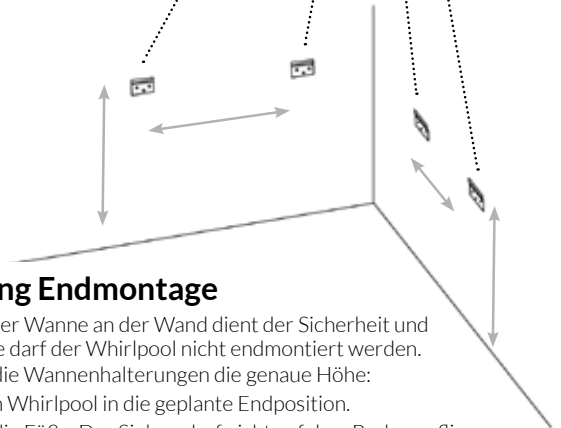 ng Endmontage
er Wanne an der Wand dient der Sicherheit und
e darf der Whirlpool nicht endmontiert werden.
die Wannenhalterungen die genaue Höhe:
n Whirlpool in die geplante Endposition.